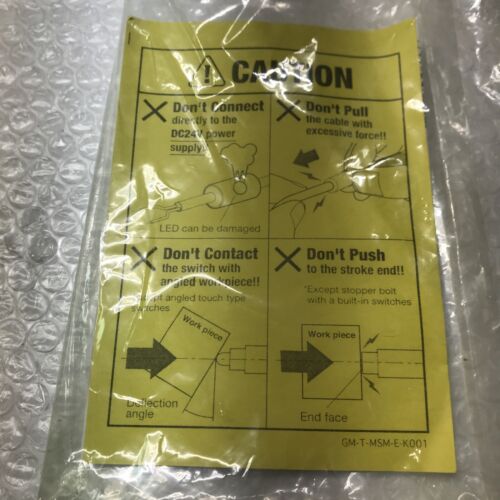 CAUTION
Don't Connect
directly to the
DC24V power
supply!!
LED can be damaged
Don't Pull
the cable with
excessive force!!
Don't Contact
the switch with
angled workpiece!!
angled touch type
switches
Work piece
Deflection
angle
Don't Push
to the stroke end!!
*Except stopper bolt
with a built-in switches
Work piece
End face
GM-T-MSM-E-K001